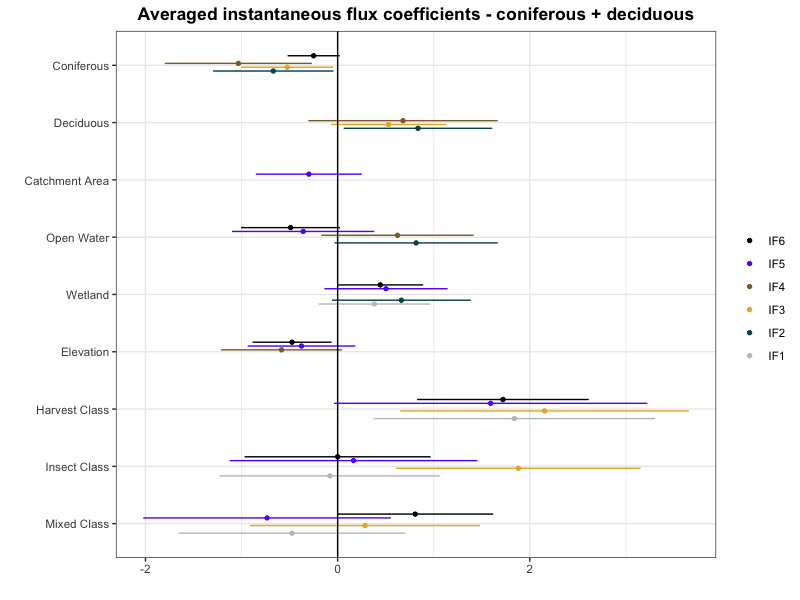 Averaged instantaneous flux coefficients - coniferous + deciduous
Coniferous
Deciduous
Catchment Area
Open Water
Wetland
Elevation
Harvest Class
Insect Class
Mixed Class
-2
0
2
IF6
IF5
IF4
IF3
IF2
IF1